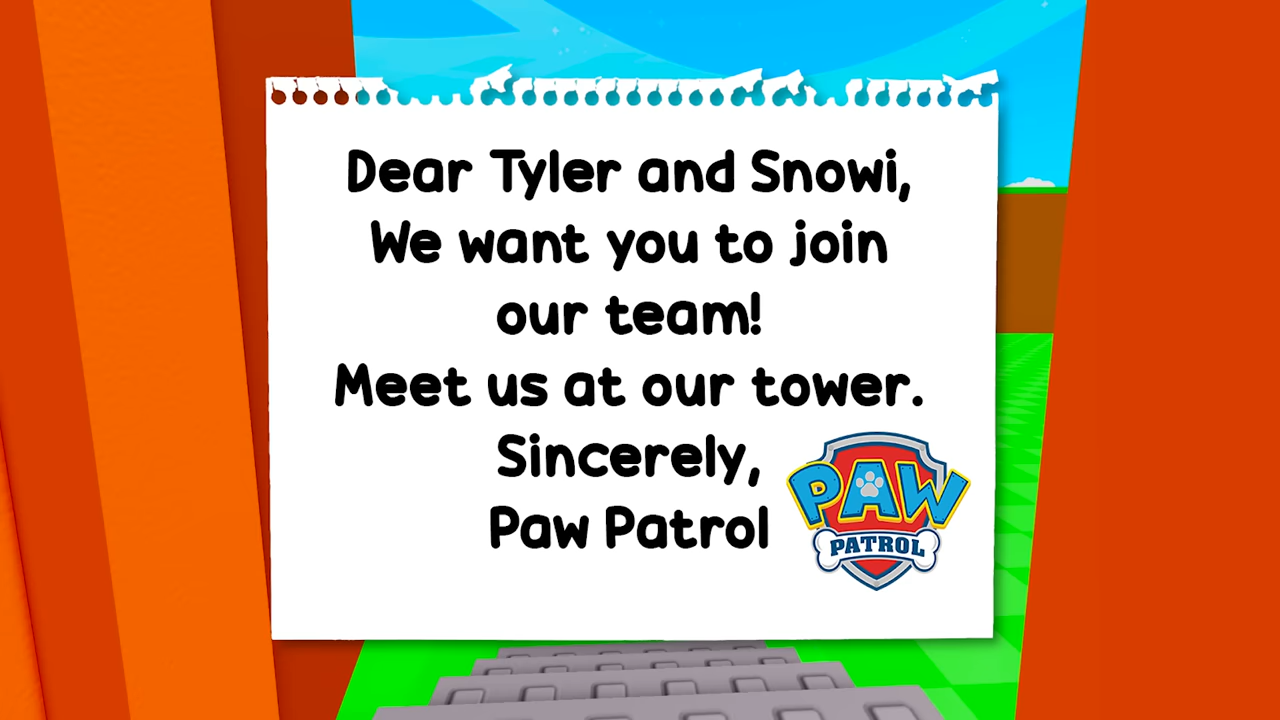 Dear Tyler and Snowi,
We want you to join
our team!
Meet us at our tower.
Sincerely,
Paw Patrol
PAW
PATROL